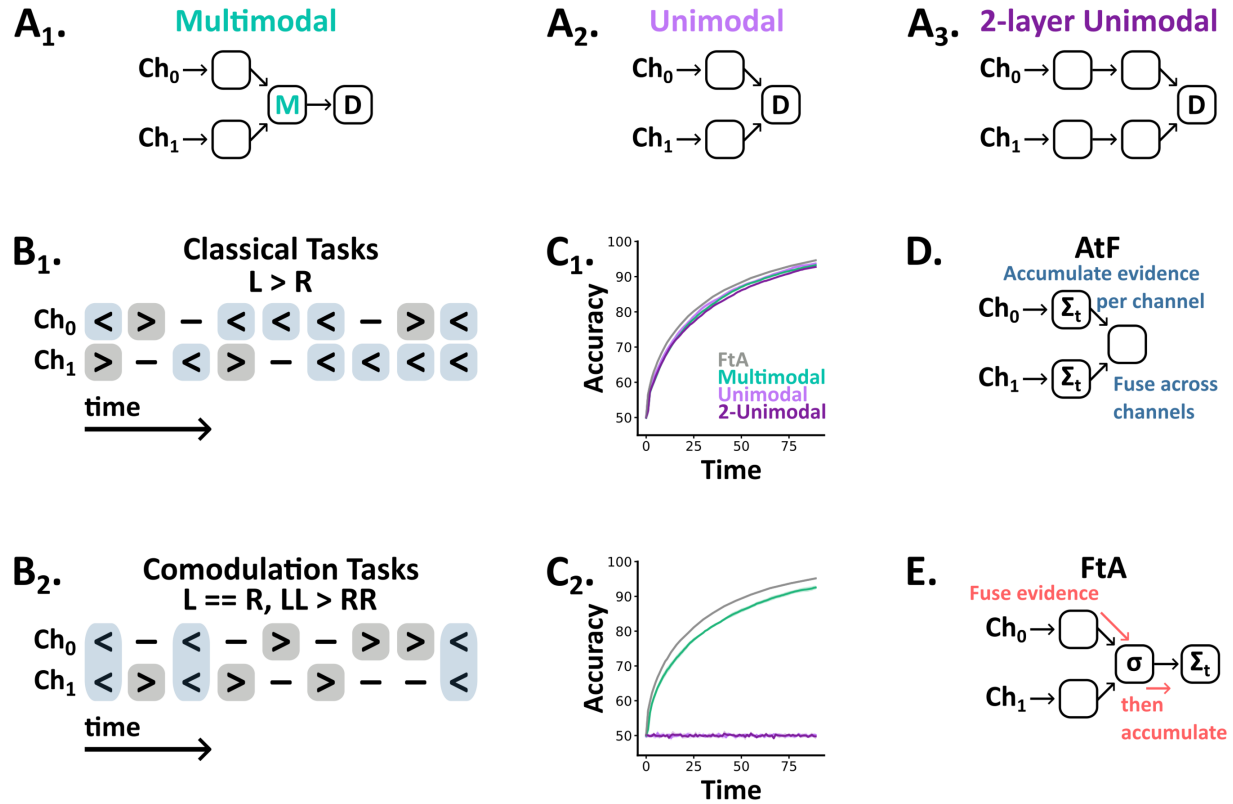 A1. Multimodal
Ch0
M D
Ch1
A2. Unimodal
Ch0
D
Ch1
A3. 2-layer Unimodal
Ch0
D
Ch1
B1. Classical Tasks
L > R
Ch0 < > – < < < – > <
Ch1 > – < > – < < < <
time
C1.
Accuracy
100
90
80
70
60
50
FtA
Multimodal
Unimodal
2-Unimodal
0 25 50 75
Time
D. AtF
Accumulate evidence
per channel
Ch0 Σt
Ch1 Σt
Fuse across
channels
B2. Comodulation Tasks
L == R, LL > RR
Ch0 < – < – > – > > <
Ch1 < > < > – > – – <
time
C2.
Accuracy
100
90
80
70
60
50
0 25 50 75
Time
E. FtA
Fuse evidence
Ch0
σ Σt
Ch1
then
accumulate